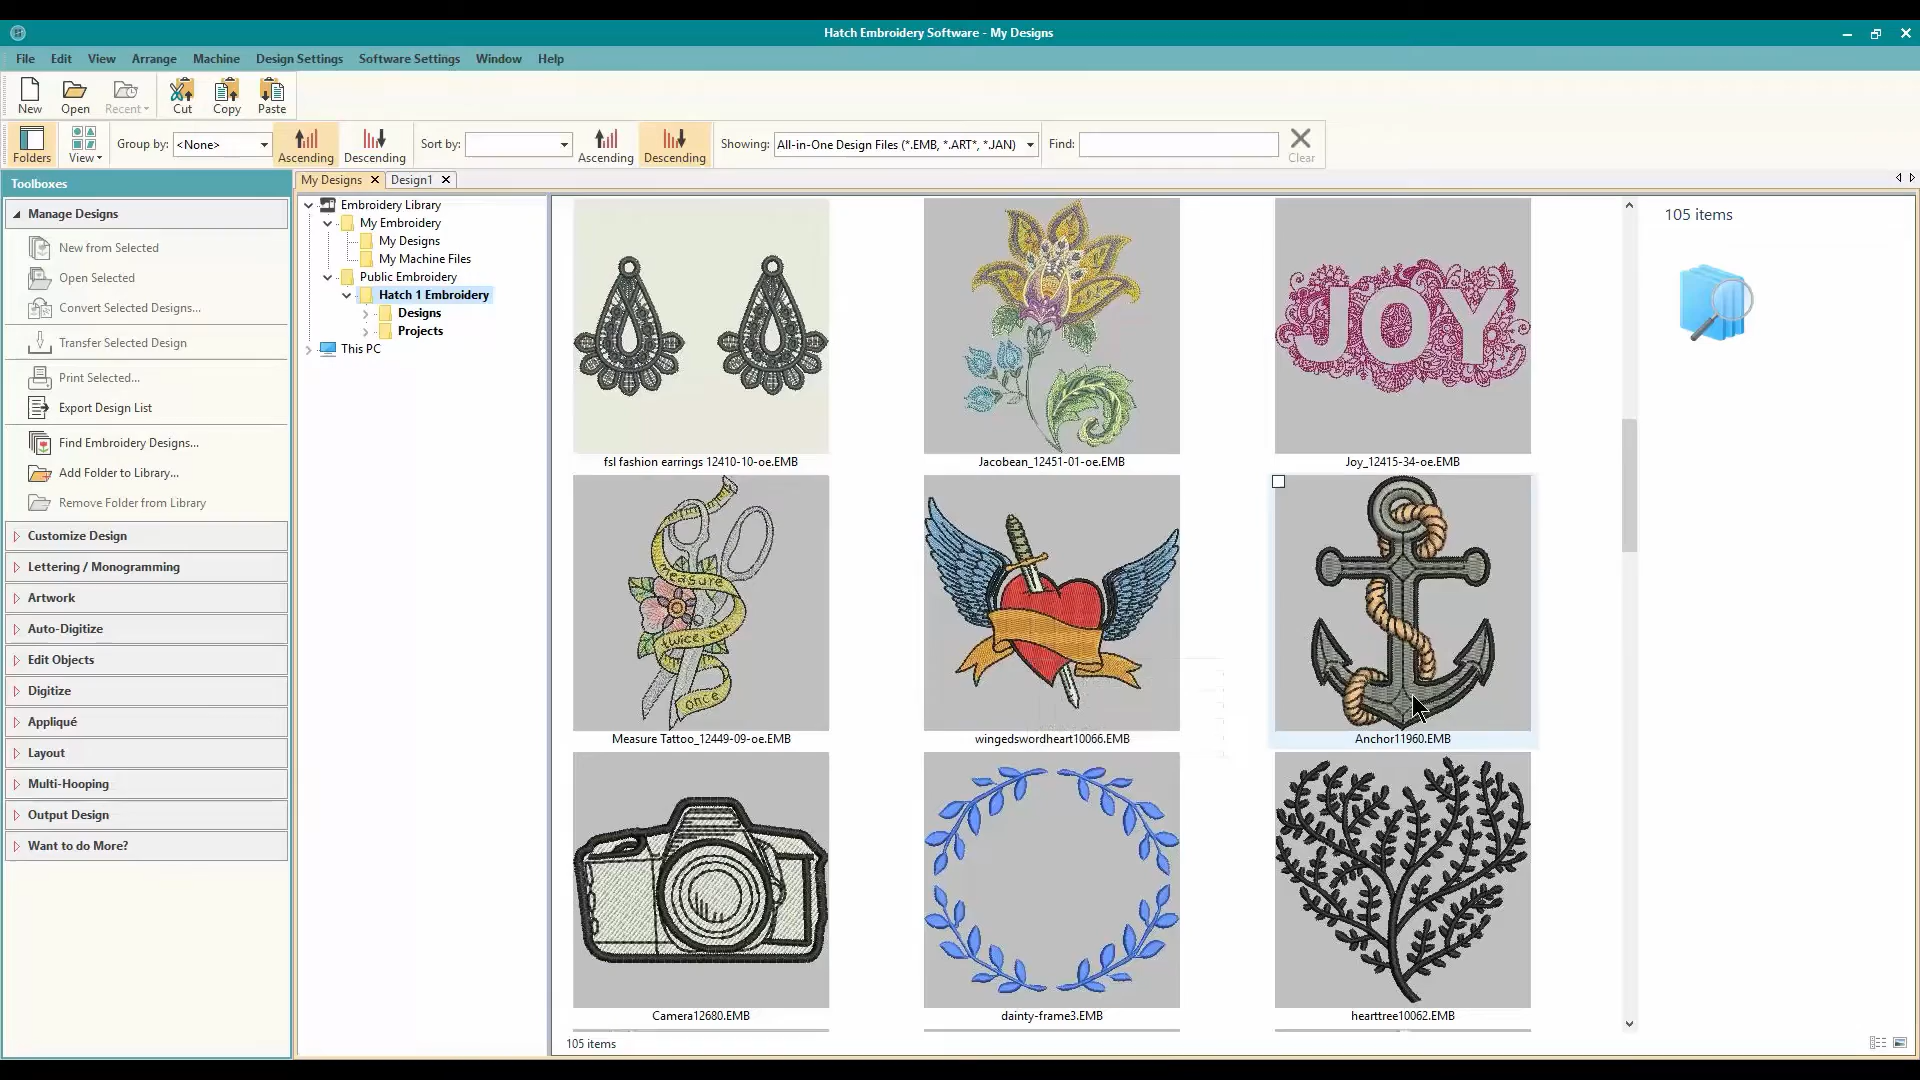 Hatch Embroidery Software - My Designs
File Edit View Arrange Machine Design Settings Software Settings Window Help
New Open Recent Cut Copy Paste
Folders View Group by: <None> Ascending Descending Sort by: Ascending Descending Showing: All-in-One Design Files (*.EMB, *.ART*, *.JAN) Find: Clear
Toolboxes
My Designs Design1
Manage Designs
New from Selected
Open Selected
Convert Selected Designs...
Transfer Selected Design
Print Selected...
Export Design List
Find Embroidery Designs...
Add Folder to Library...
Remove Folder from Library
Customize Design
Lettering / Monogramming
Artwork
Auto-Digitize
Edit Objects
Digitize
Appliqué
Layout
Multi-Hooping
Output Design
Want to do More?
Embroidery Library
My Embroidery
My Designs
My Machine Files
Public Embroidery
Hatch 1 Embroidery
Designs
Projects
This PC
JOY
fsl fashion earrings 12410-10-oe.EMB
Jacobean_12451-01-oe.EMB
Joy_12415-34-oe.EMB
measure
twice, cut
once
Measure Tattoo_12449-09-oe.EMB
wingedswordheart10066.EMB
Anchor11960.EMB
Camera12680.EMB
dainty-frame3.EMB
hearttree10062.EMB
105 items
105 items